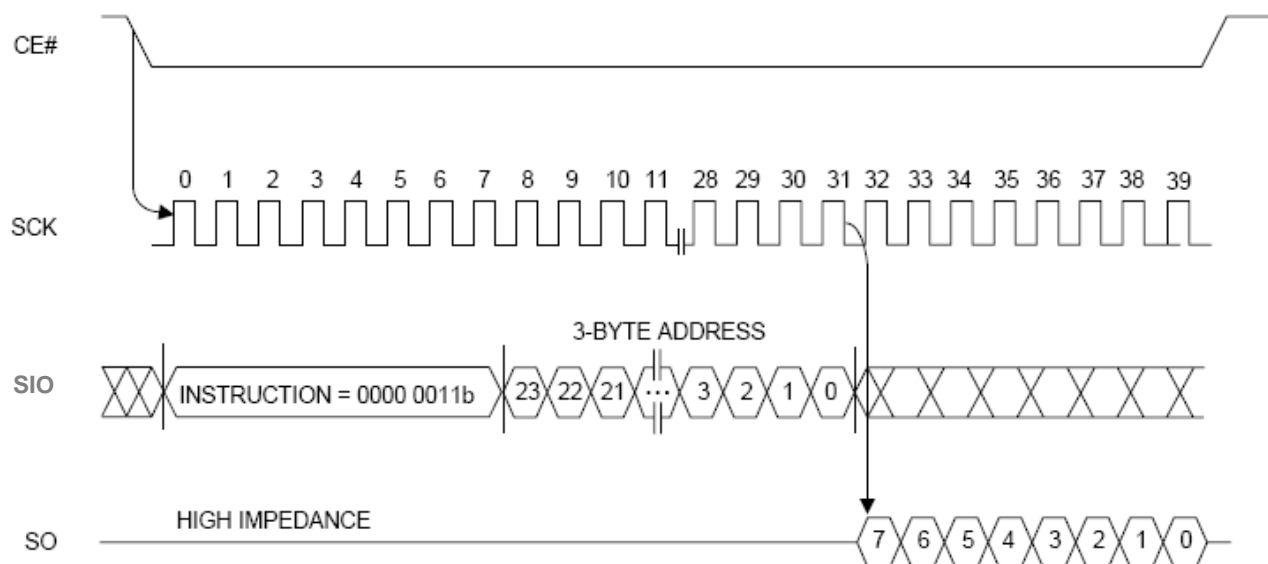 CE#
0 1 2 3 4 5 6 7 8 9 10 11 28 29 30 31 32 33 34 35 36 37 38 39
SCK
3-BYTE ADDRESS
SIO
INSTRUCTION = 0000 0011b 23 22 21 ... 3 2 1 0
HIGH IMPEDANCE
SO
7 6 5 4 3 2 1 0